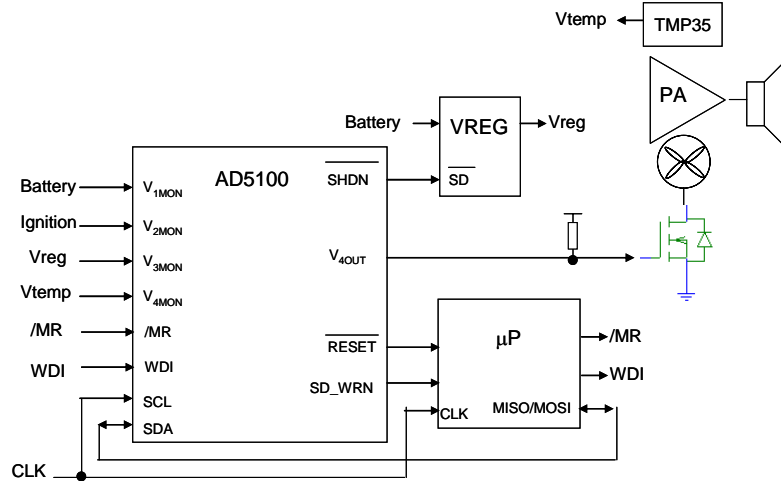 Vtemp
TMP35
PA
Battery
VREG
Vreg
SD
AD5100
SHDN
Battery
V1MON
Ignition
V2MON
Vreg
V3MON
V4OUT
Vtemp
V4MON
/MR
/MR
RESET
μP
/MR
WDI
WDI
SD_WRN
WDI
SCL
CLK
MISO/MOSI
SDA
CLK